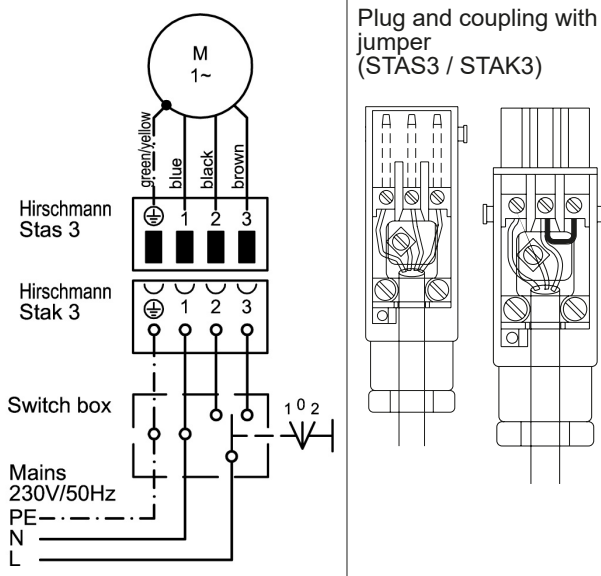 M
1~
green/yellow
blue
black
brown
Hirschmann
Stas 3
1 2 3
Hirschmann
Stak 3
1 2 3
Switch box
1 0 2
Mains
230V/50Hz
PE
N
L
Plug and coupling with
jumper
(STAS3 / STAK3)